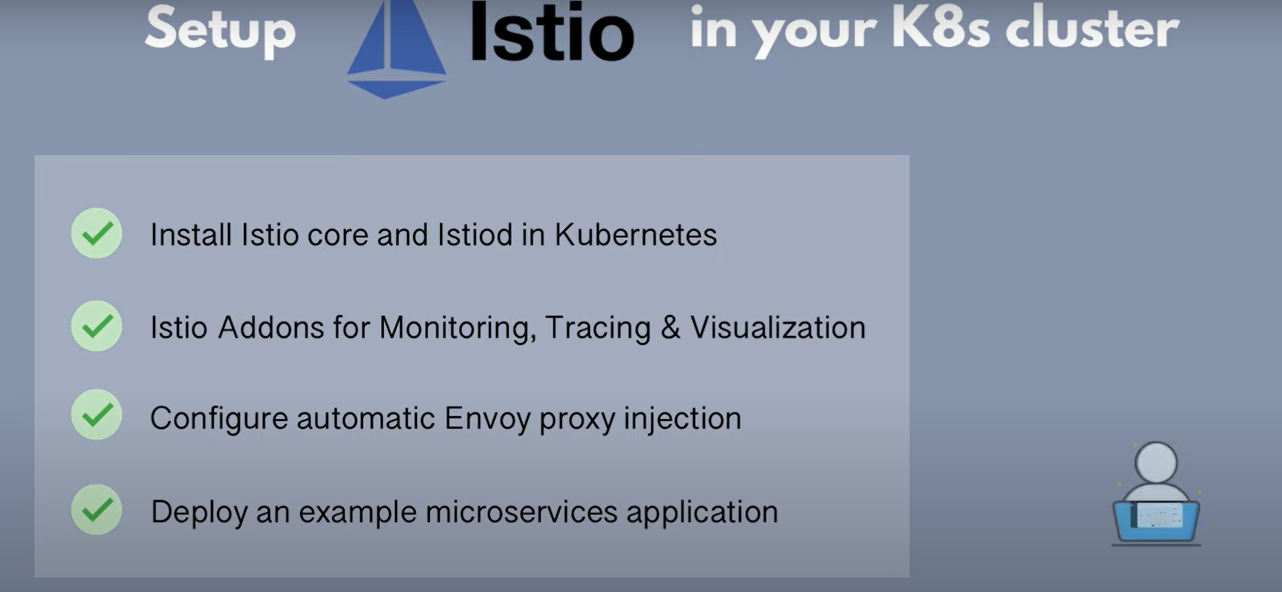 Setup Istio in your K8s cluster
Install Istio core and Istiod in Kubernetes
Istio Addons for Monitoring, Tracing & Visualization
Configure automatic Envoy proxy injection
Deploy an example microservices application